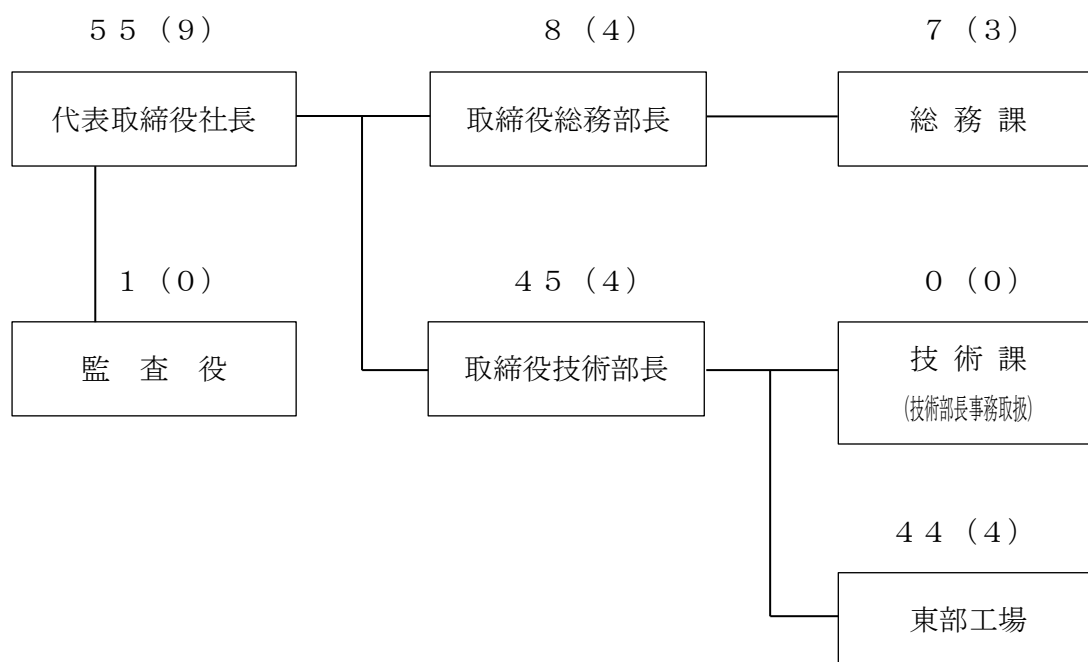 ５５（９）
８（４）
７（３）
代表取締役社長
取締役総務部長
総務課
１（０）
４５（４）
０（０）
監査役
取締役技術部長
技術課
(技術部長事務取扱)
４４（４）
東部工場